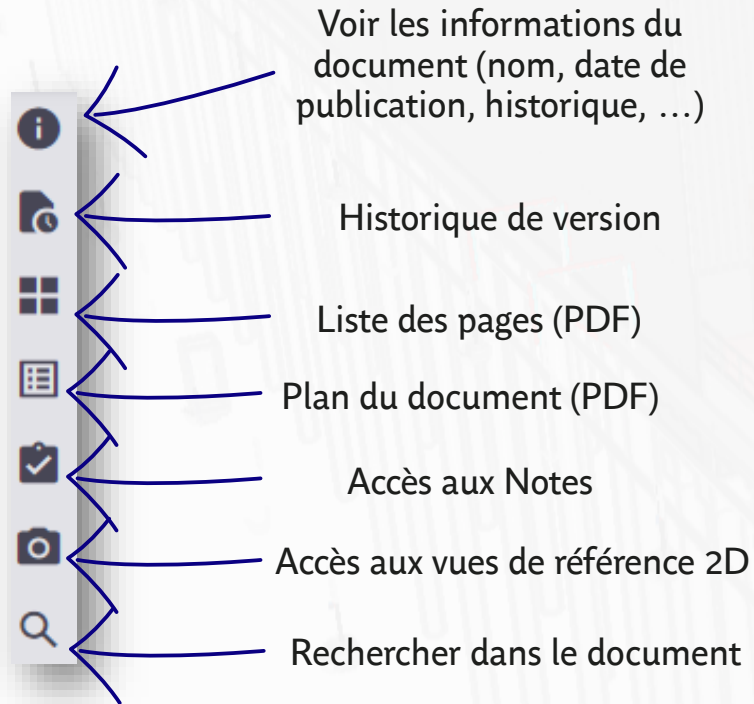 Voir les informations du
document (nom, date de
publication, historique, …)
Historique de version
Liste des pages (PDF)
Plan du document (PDF)
Accès aux Notes
Accès aux vues de référence 2D
Rechercher dans le document